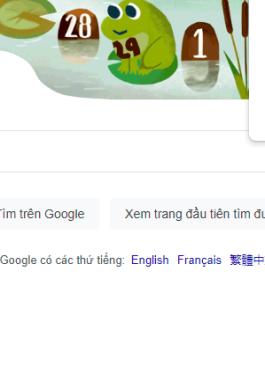 28 29 1
Tìm trên Google Xem trang đầu tiên tìm
Google có các thứ tiếng: English Français 繁體中